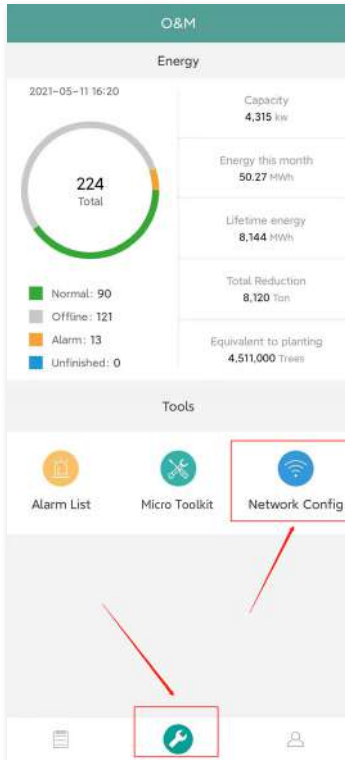 O&M
Energy
2021-05-11 16:20
224
Total
Normal: 90
Offline: 121
Alarm: 13
Unfinished: 0
Capacity
4,315 kw
Energy this month
50.27 MWh
Lifetime energy
8,144 MWh
Total Reduction
8,120 Ton
Equivalent to planting
4,511,000 Trees
Tools
Alarm List
Micro Toolkit
Network Config